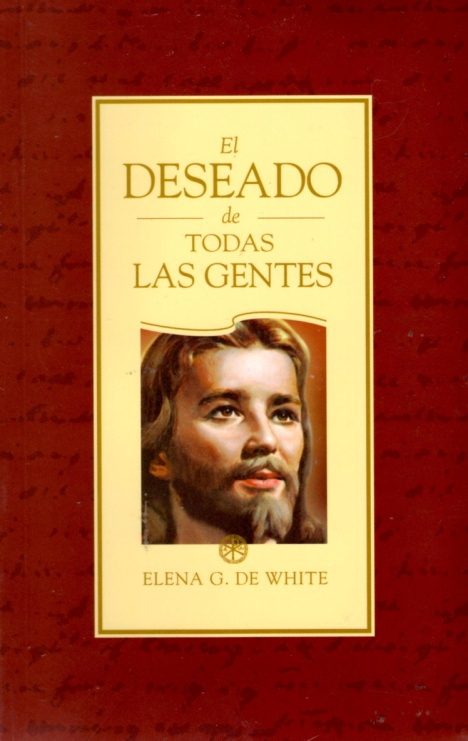 El
DESEADO
de
TODAS
LAS GENTES
ELENA G. DE WHITE